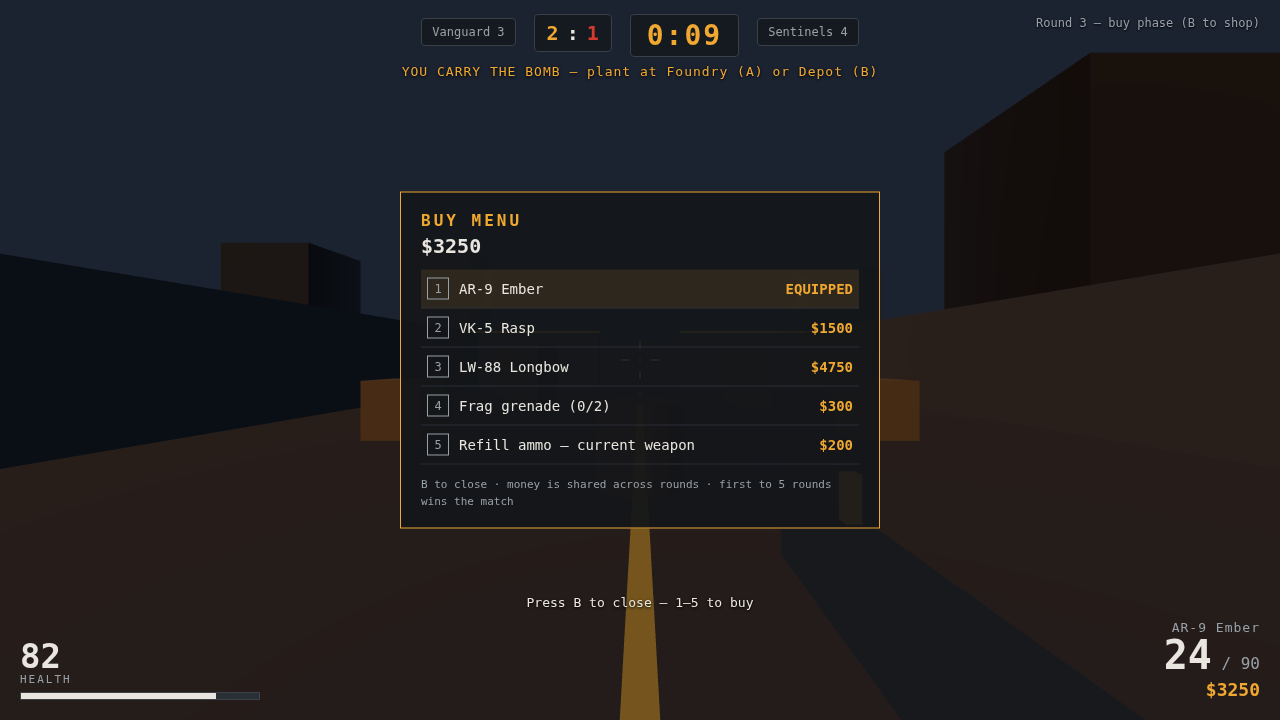 Vanguard 3
2 : 1
0:09
Sentinels 4
Round 3 — buy phase (B to shop)
YOU CARRY THE BOMB — plant at Foundry (A) or Depot (B)
BUY MENU
$3250
1 AR-9 Ember EQUIPPED
2 VK-5 Rasp $1500
3 LW-88 Longbow $4750
4 Frag grenade (0/2) $300
5 Refill ammo — current weapon $200
B to close · money is shared across rounds · first to 5 rounds
wins the match
Press B to close — 1–5 to buy
82
HEALTH
AR-9 Ember
24 / 90
$3250